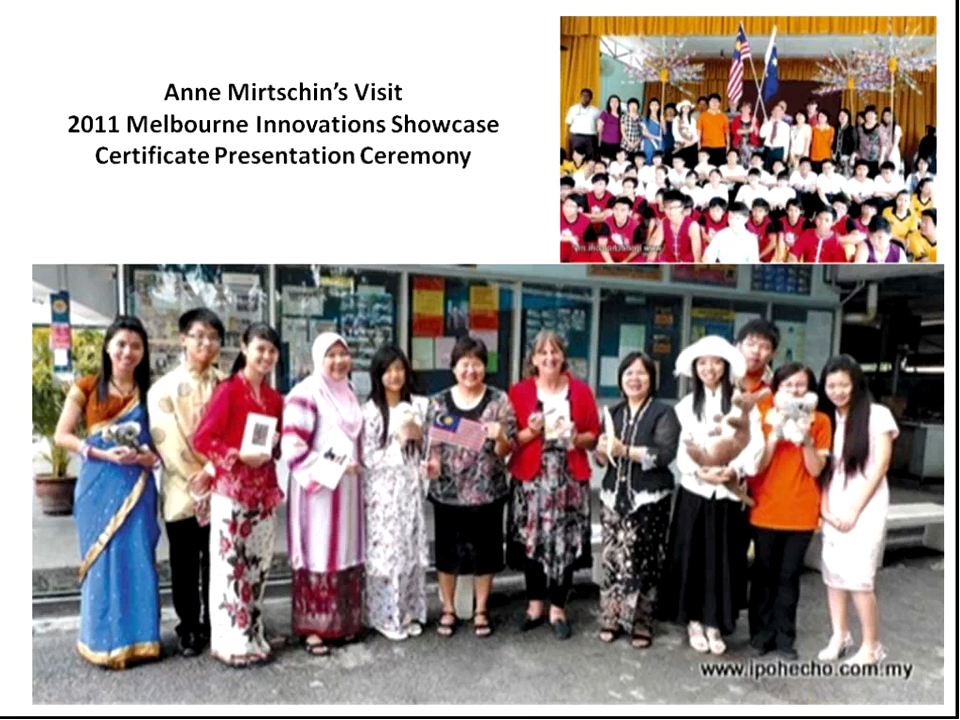 Anne Mirtschin's Visit
2011 Melbourne Innovations Showcase
Certificate Presentation Ceremony
www.ipohecho.com.my